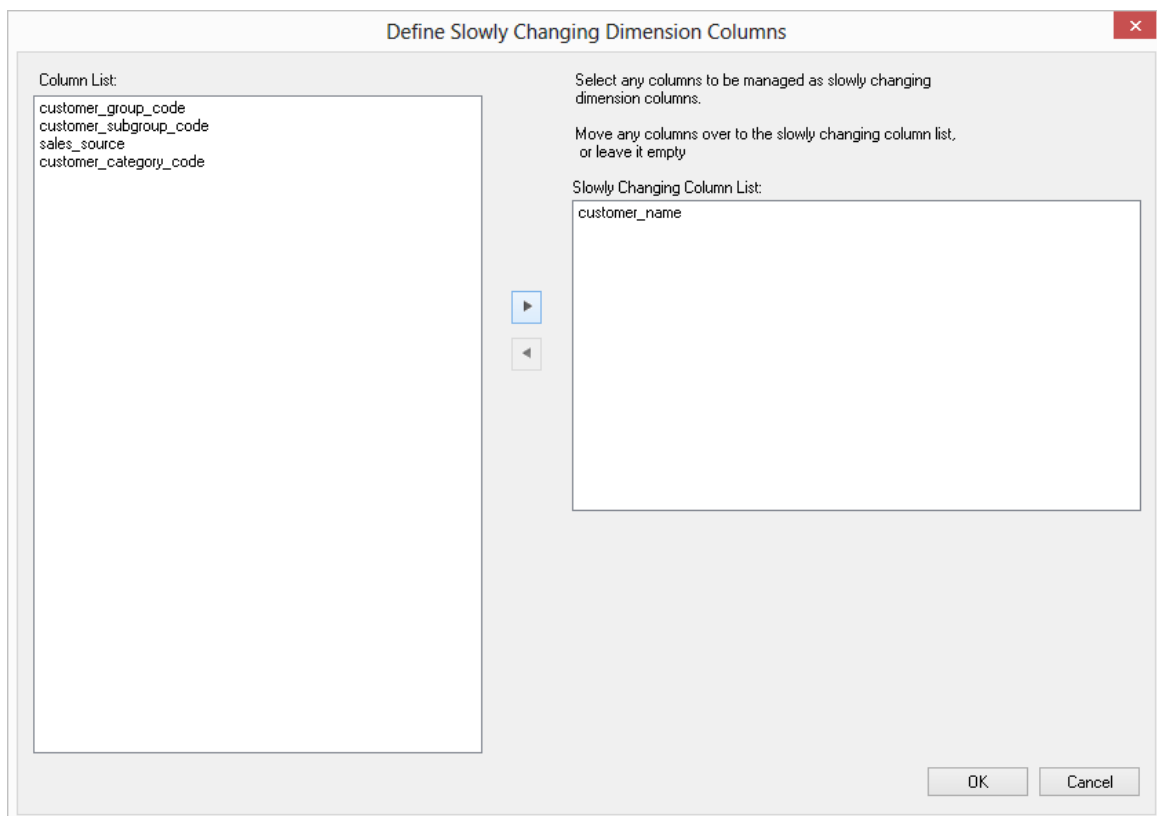 Define Slowly Changing Dimension Columns
Column List:
customer_group_code
customer_subgroup_code
sales_source
customer_category_code
Select any columns to be managed as slowly changing
dimension columns.
Move any columns over to the slowly changing column list,
or leave it empty
Slowly Changing Column List:
customer_name
OK
Cancel